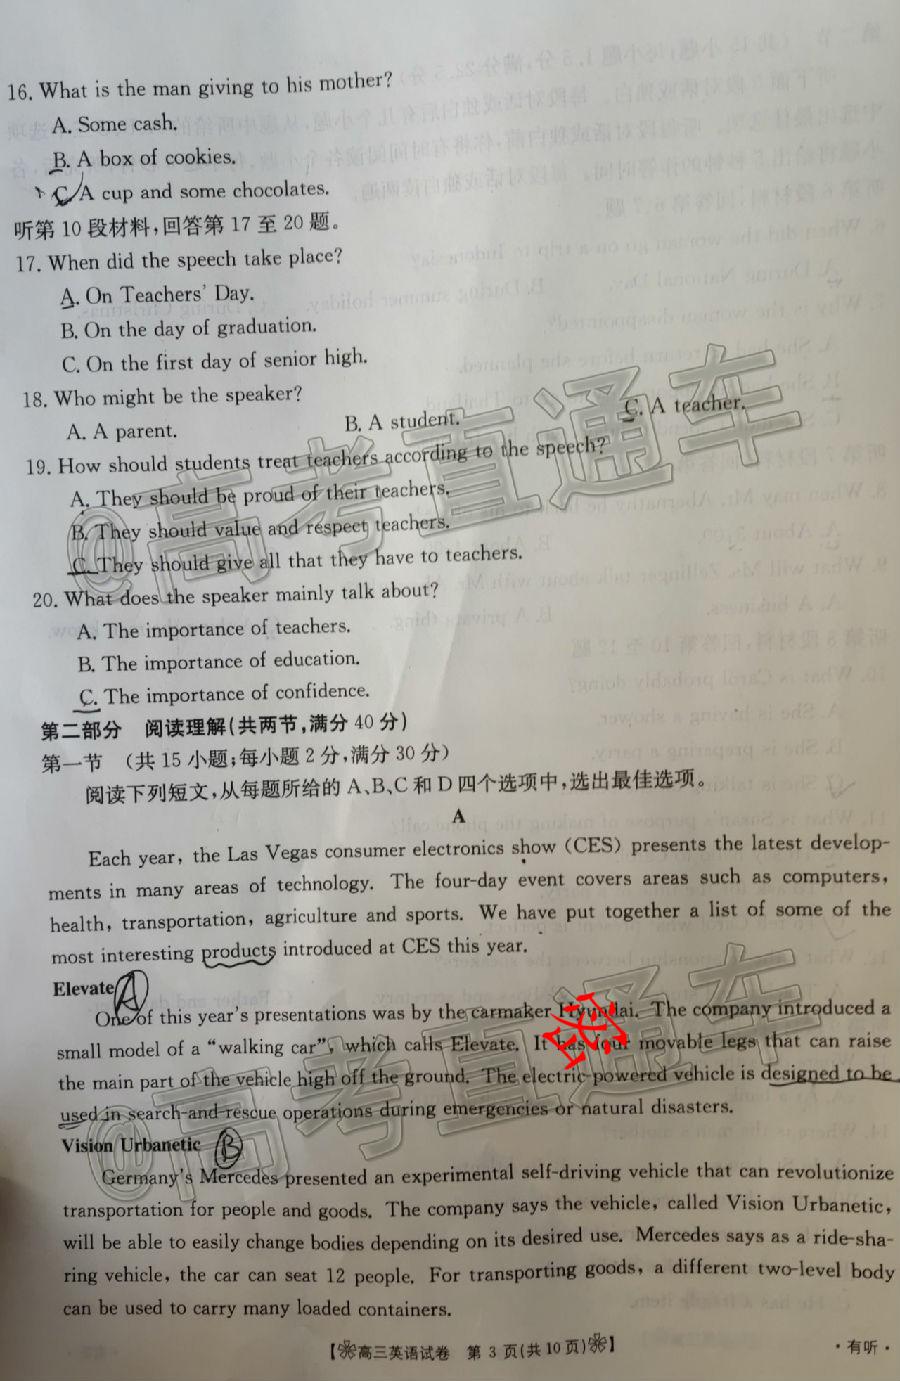 16. What is the man giving to his mother?
A. Some cash.
B. A box of cookies.
C. A cup and some chocolates.
听第 10 段材料,回答第 17 至 20 题。
17. When did the speech take place?
A. On Teachers' Day.
B. On the day of graduation.
C. On the first day of senior high.
18. Who might be the speaker?
A. A parent. B. A student. C. A teacher.
19. How should students treat teachers according to the speech?
A. They should be proud of their teachers.
B. They should value and respect teachers.
C. They should give all that they have to teachers.
20. What does the speaker mainly talk about?
A. The importance of teachers.
B. The importance of education.
C. The importance of confidence.
第二部分 阅读理解(共两节,满分 40 分)
第一节 (共 15 小题;每小题 2 分,满分 30 分)
阅读下列短文,从每题所给的 A、B、C 和 D 四个选项中,选出最佳选项。
A
Each year, the Las Vegas consumer electronics show (CES) presents the latest develop-
ments in many areas of technology. The four-day event covers areas such as computers,
health, transportation, agriculture and sports. We have put together a list of some of the
most interesting products introduced at CES this year.
Elevate A
One of this year's presentations was by the carmaker Hyundai. The company introduced a
small model of a “walking car”, which calls Elevate. It has four movable legs that can raise
the main part of the vehicle high off the ground. The electric-powered vehicle is designed to be
used in search-and-rescue operations during emergencies or natural disasters.
Vision Urbanetic B
Germany's Mercedes presented an experimental self-driving vehicle that can revolutionize
transportation for people and goods. The company says the vehicle, called Vision Urbanetic,
will be able to easily change bodies depending on its desired use. Mercedes says as a ride-sha-
ring vehicle, the car can seat 12 people. For transporting goods, a different two-level body
can be used to carry many loaded containers.
【高三英语试卷 第 3 页(共 10 页)】
·有听·
@高考直通车
@高考直通车
密